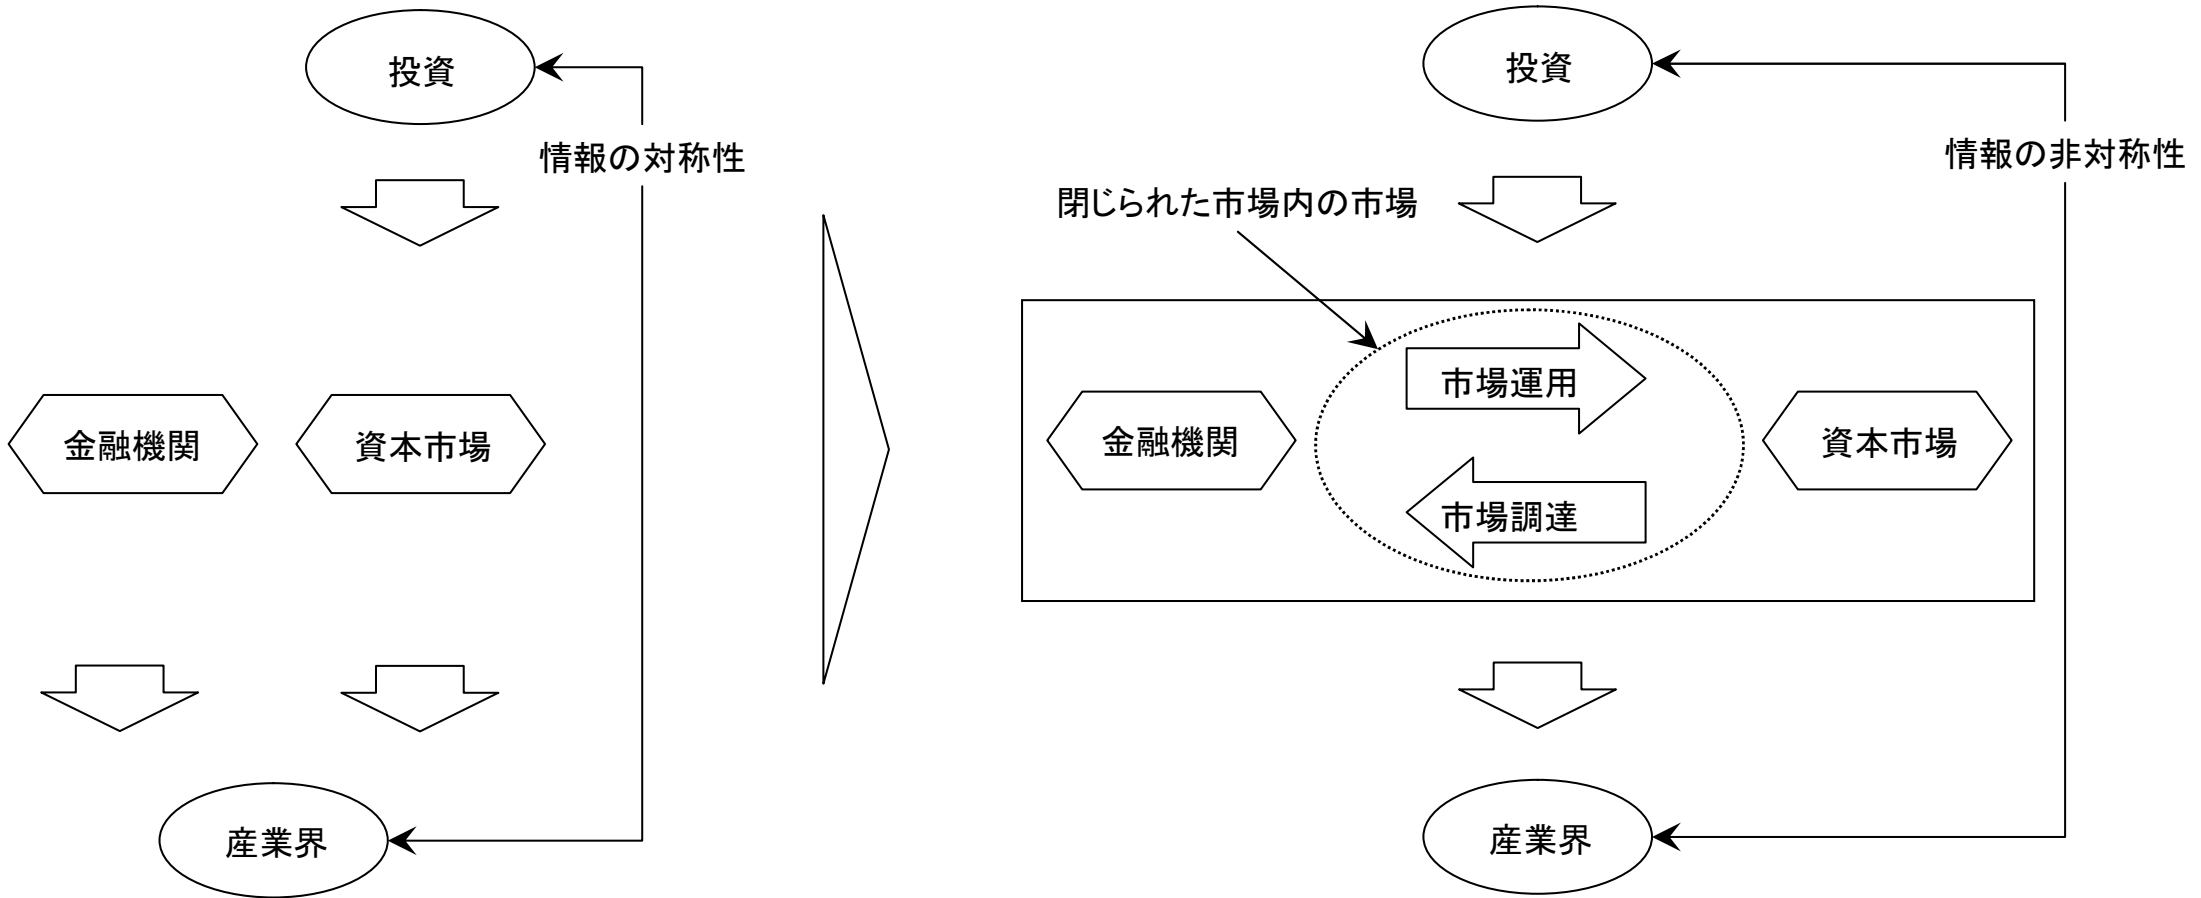 投資
情報の対称性
金融機関
資本市場
産業界
投資
情報の非対称性
閉じられた市場内の市場
市場運用
金融機関
資本市場
市場調達
産業界